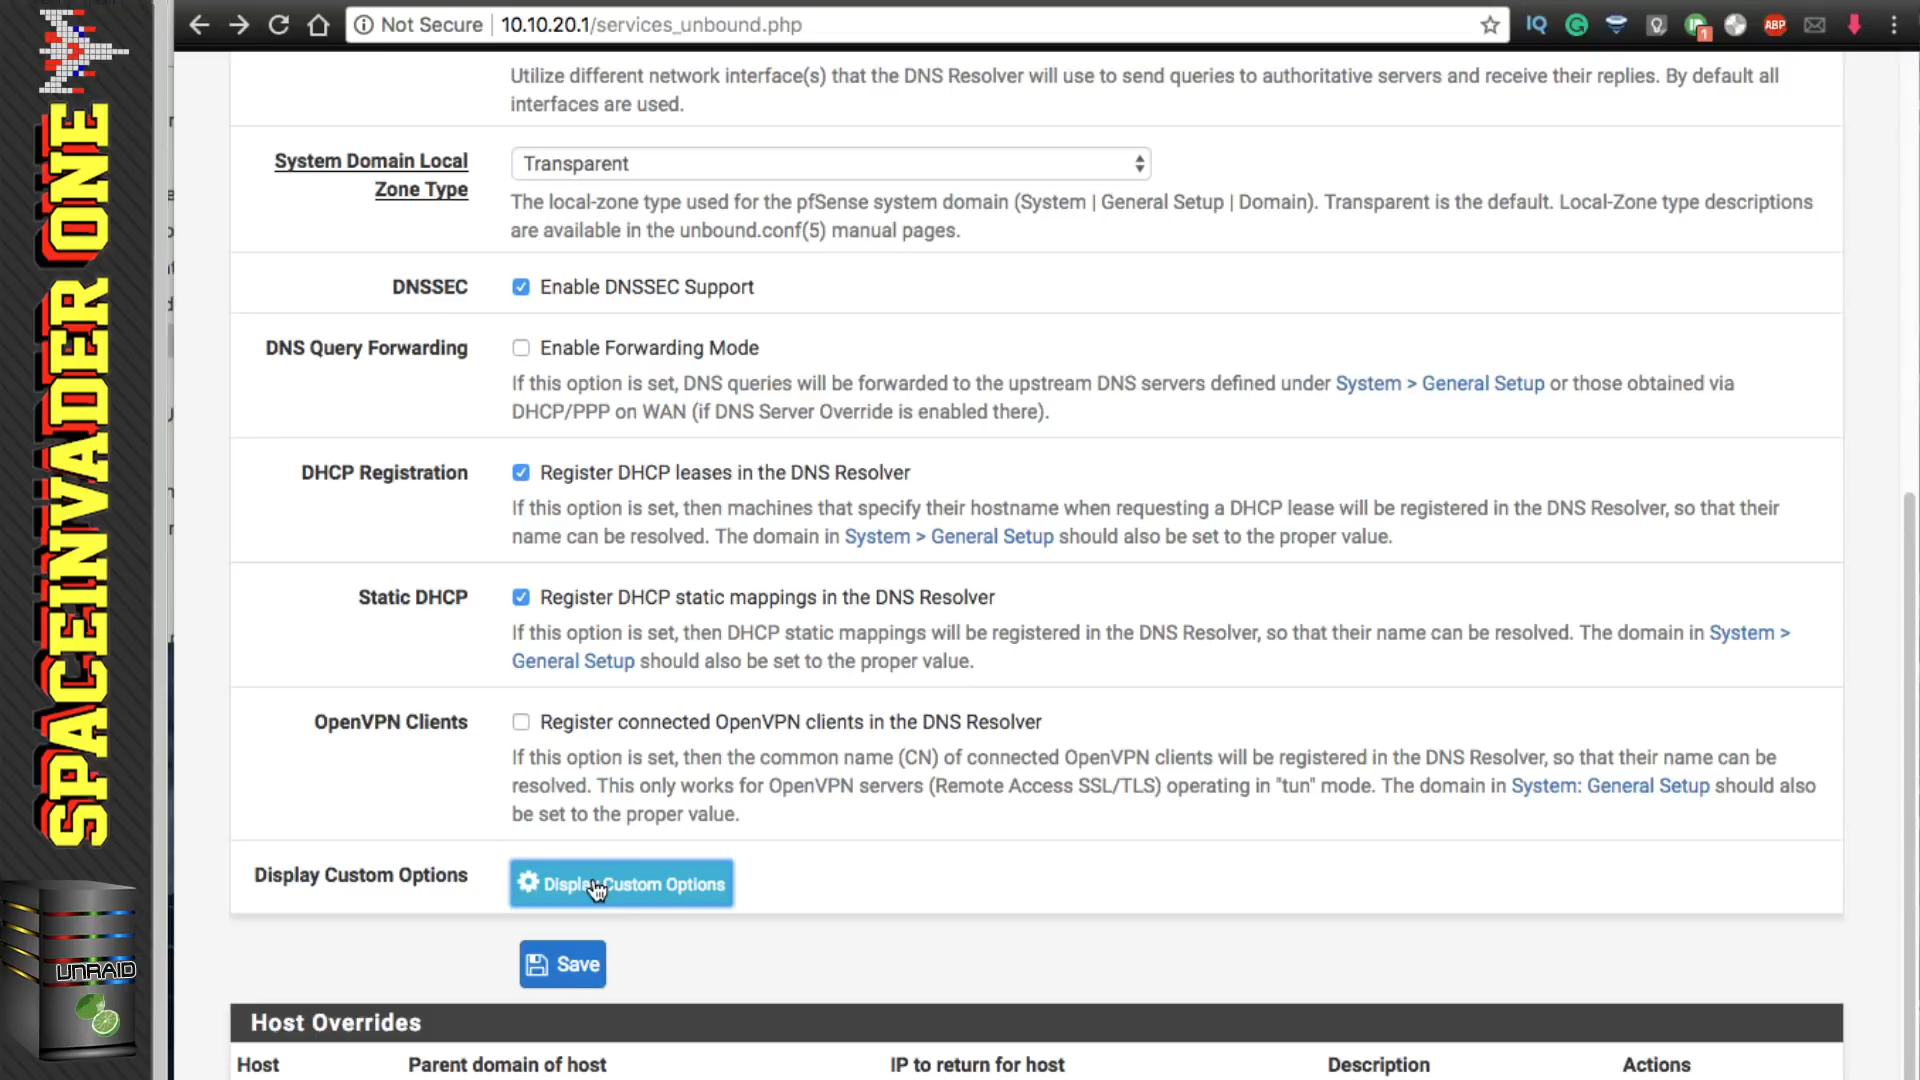 SPACEINVADER ONE
UNRAID
Not Secure | 10.10.20.1/services_unbound.php
IQ
1
ABP
Utilize different network interface(s) that the DNS Resolver will use to send queries to authoritative servers and receive their replies. By default all
interfaces are used.
System Domain Local
Zone Type
Transparent
The local-zone type used for the pfSense system domain (System | General Setup | Domain). Transparent is the default. Local-Zone type descriptions
are available in the unbound.conf(5) manual pages.
DNSSEC
Enable DNSSEC Support
DNS Query Forwarding
Enable Forwarding Mode
If this option is set, DNS queries will be forwarded to the upstream DNS servers defined under System > General Setup or those obtained via
DHCP/PPP on WAN (if DNS Server Override is enabled there).
DHCP Registration
Register DHCP leases in the DNS Resolver
If this option is set, then machines that specify their hostname when requesting a DHCP lease will be registered in the DNS Resolver, so that their
name can be resolved. The domain in System > General Setup should also be set to the proper value.
Static DHCP
Register DHCP static mappings in the DNS Resolver
If this option is set, then DHCP static mappings will be registered in the DNS Resolver, so that their name can be resolved. The domain in System >
General Setup should also be set to the proper value.
OpenVPN Clients
Register connected OpenVPN clients in the DNS Resolver
If this option is set, then the common name (CN) of connected OpenVPN clients will be registered in the DNS Resolver, so that their name can be
resolved. This only works for OpenVPN servers (Remote Access SSL/TLS) operating in "tun" mode. The domain in System: General Setup should also
be set to the proper value.
Display Custom Options
Display Custom Options
Save
Host Overrides
Host Parent domain of host IP to return for host Description Actions